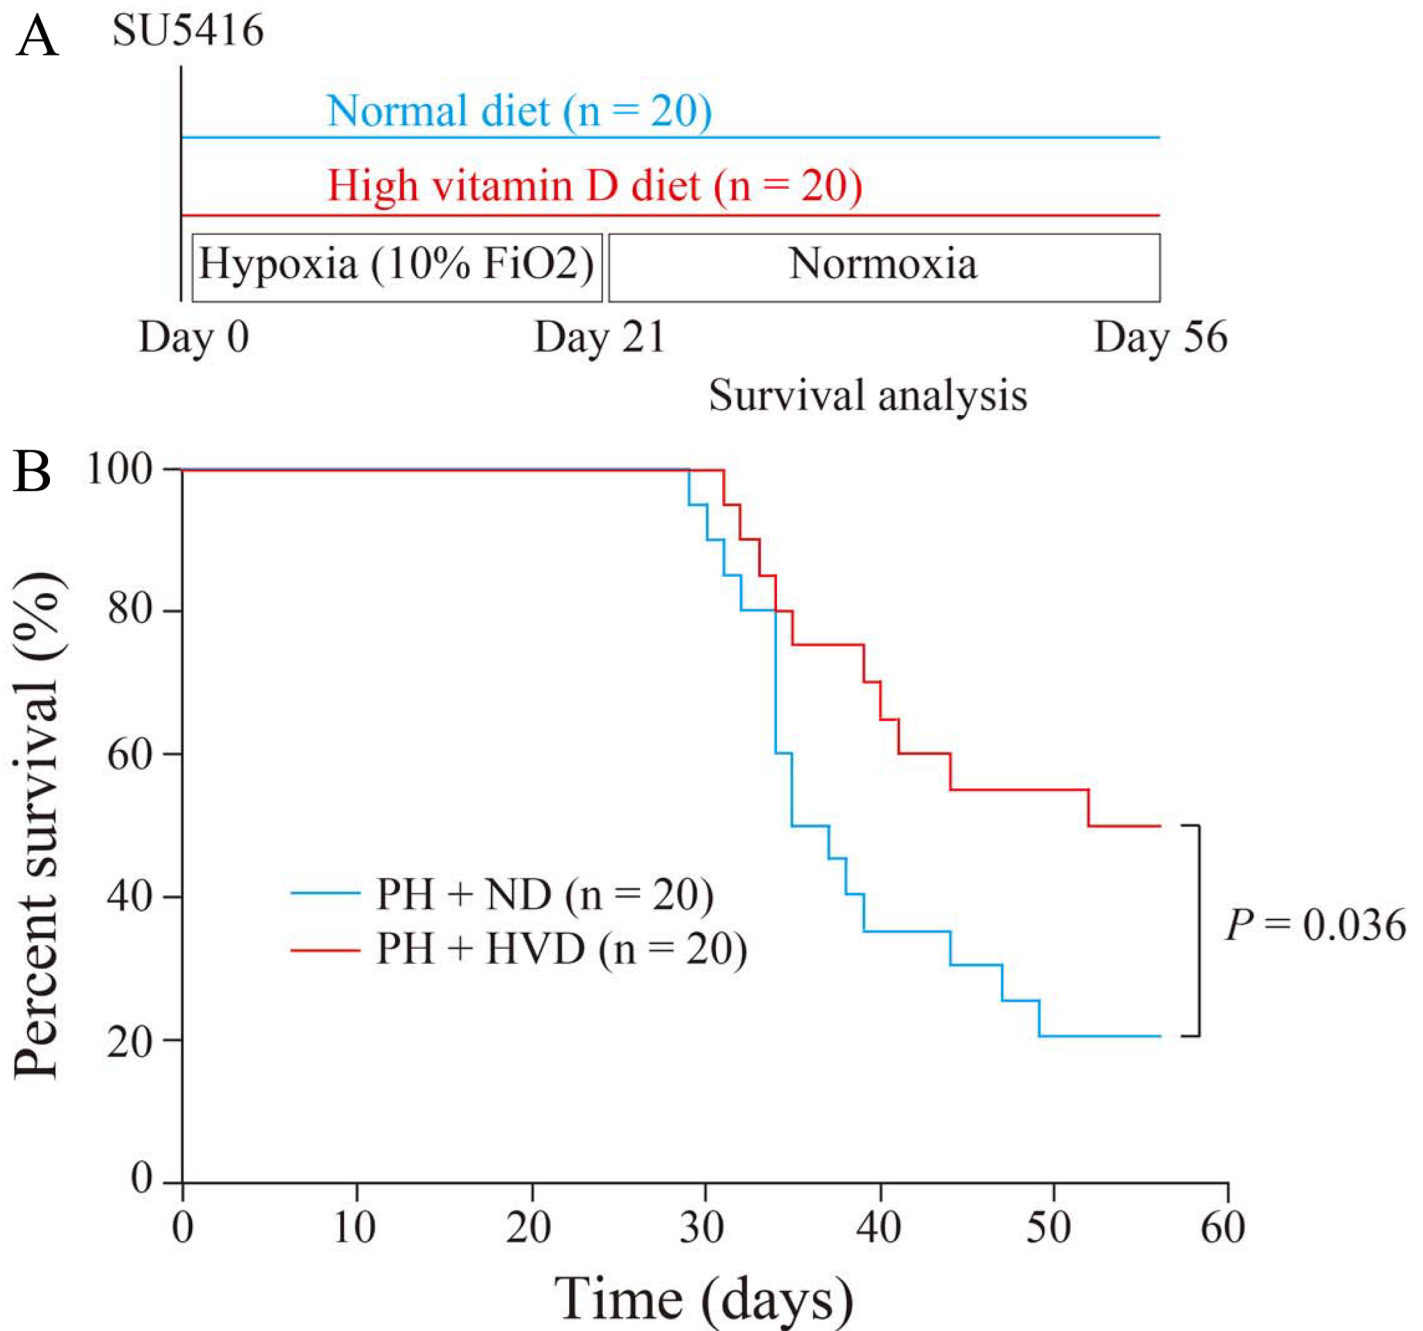 A
SU5416
Normal diet (n = 20)
High vitamin D diet (n = 20)
Hypoxia (10% FiO2)
Normoxia
Day 0
Day 21
Day 56
Survival analysis
B
Percent survival (%)
100
80
60
40
20
0
PH + ND (n = 20)
PH + HVD (n = 20)
P = 0.036
0
10
20
30
40
50
60
Time (days)